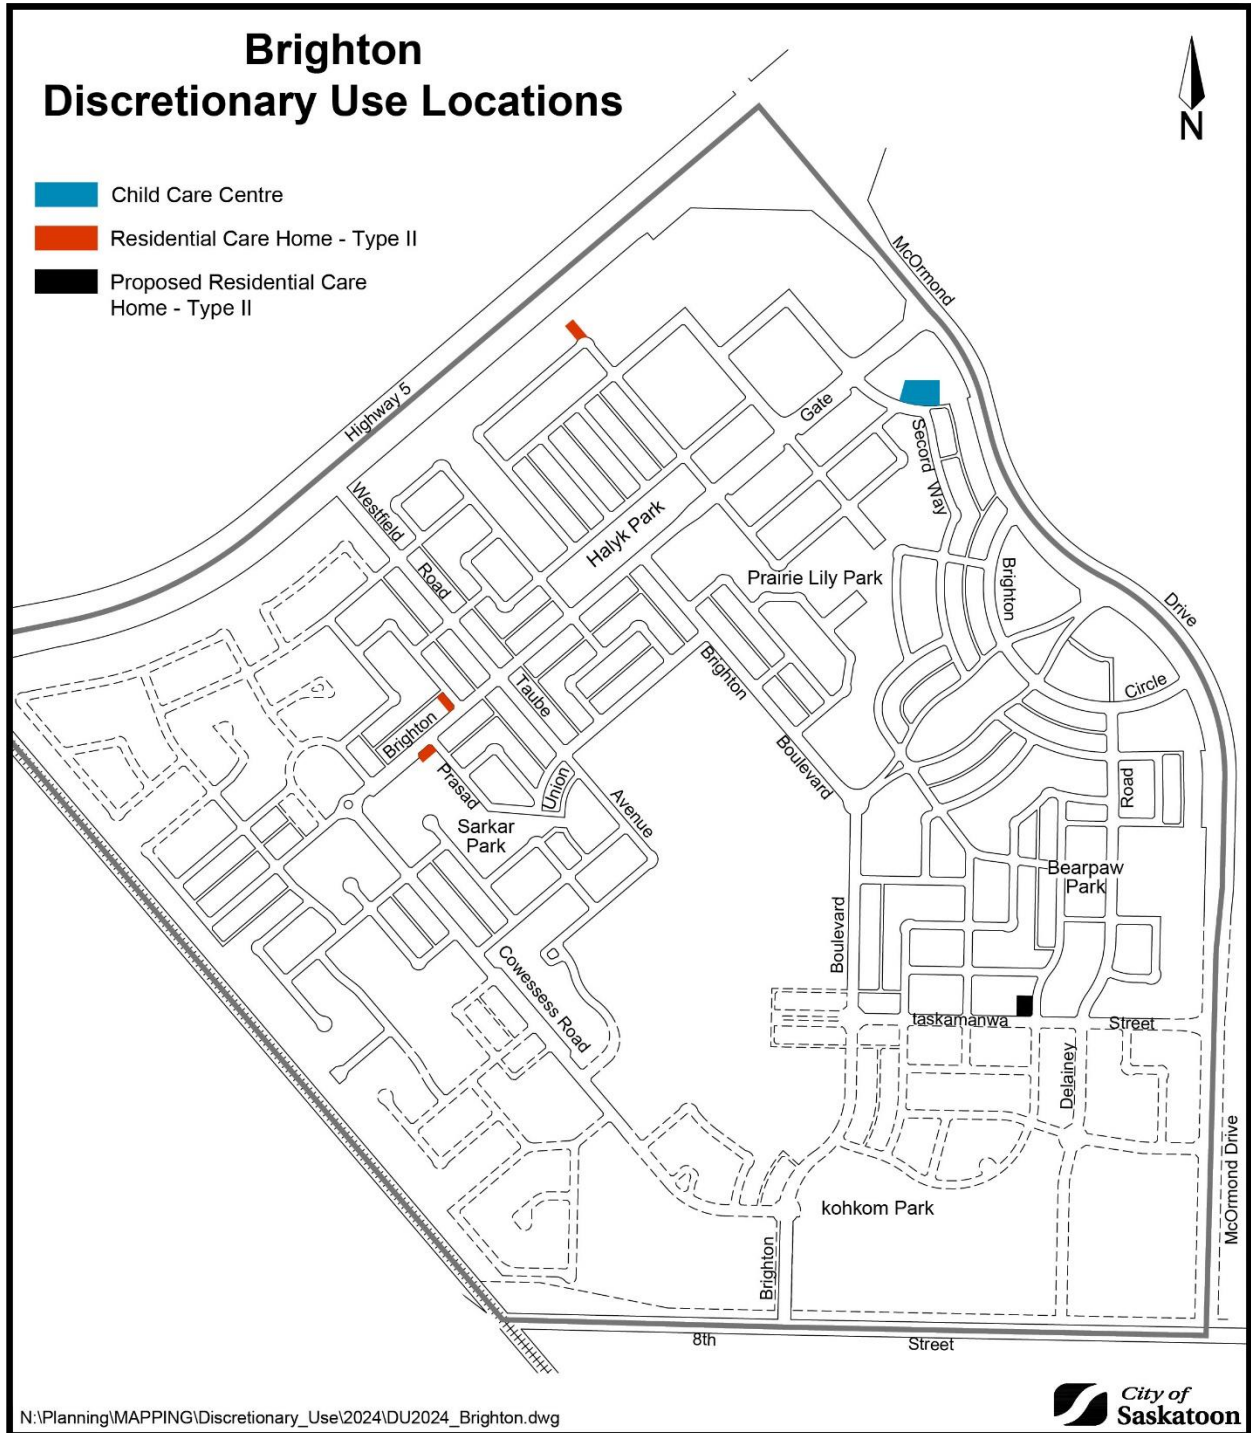 Brighton
Discretionary Use Locations
N
Child Care Centre
Residential Care Home - Type II
Proposed Residential Care
Home - Type II
McOrmond
Highway 5
Gate
Second Way
Westfield
Halyk Park
Road
Prairie Lily Park
Brighton
Drive
Brighton
Taube
Circle
Brighton
Boulevard
Prasad
Union
Avenue
Road
Sarkar
Park
Bearpaw
Park
Boulevard
Cowessess Road
taskamanwa
Street
Delainey
McOrmond Drive
kohkom Park
Brighton
8th
Street
N:\Planning\MAPPING\Discretionary_Use\2024\DU2024_Brighton.dwg
City of
Saskatoon